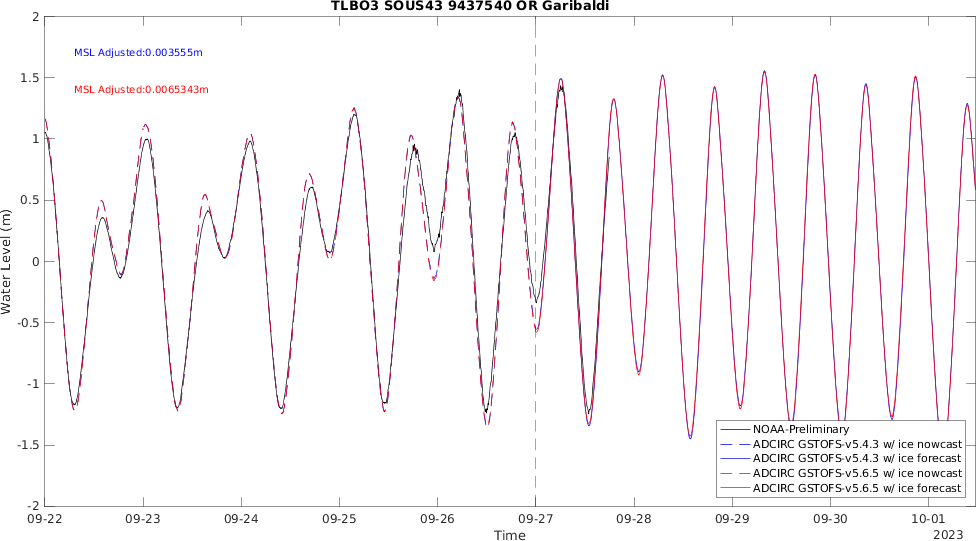 TLBO3 SOUS43 9437540 OR Garibaldi
MSL Adjusted:0.003555m
MSL Adjusted:0.0065343m
Water Level (m)
2
1.5
1
0.5
0
-0.5
-1
-1.5
-2
NOAA-Preliminary
ADCIRC GSTOFS-v5.4.3 w/ ice nowcast
ADCIRC GSTOFS-v5.4.3 w/ ice forecast
ADCIRC GSTOFS-v5.6.5 w/ ice nowcast
ADCIRC GSTOFS-v5.6.5 w/ ice forecast
09-22 09-23 09-24 09-25 09-26 09-27 09-28 09-29 09-30 10-01
Time
2023